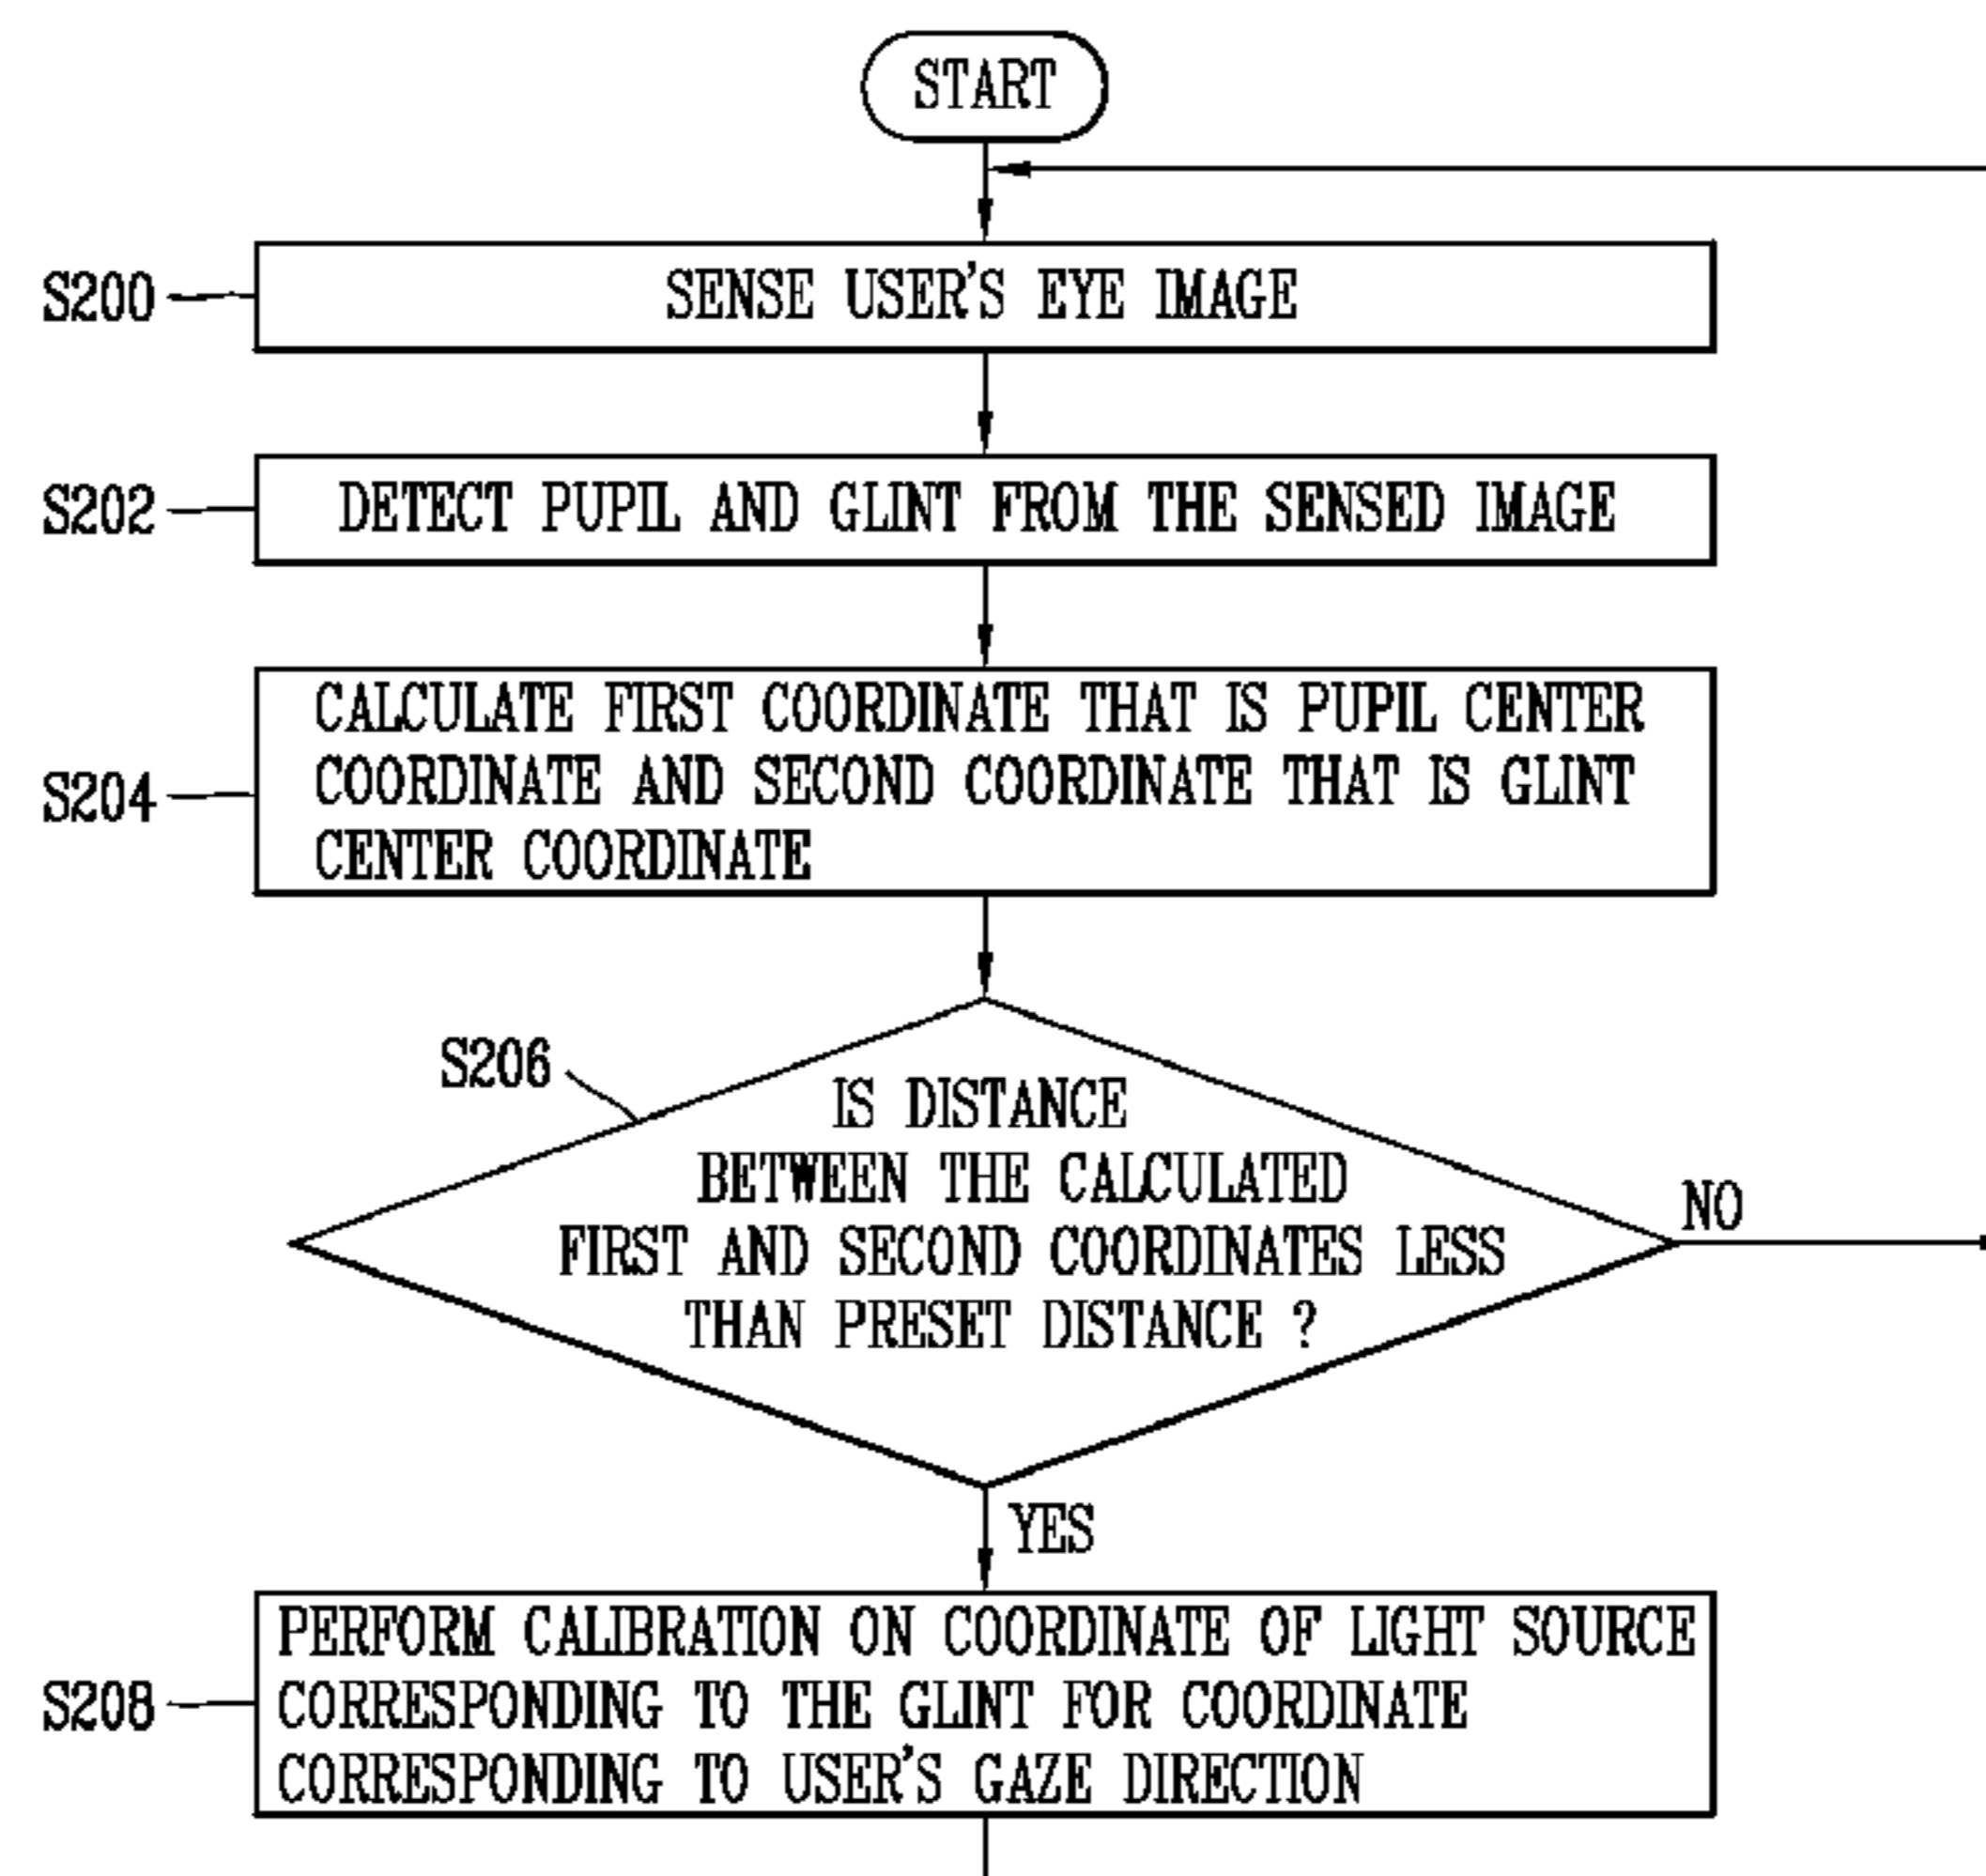 START
S200
SENSE USER'S EYE IMAGE
S202
DETECT PUPIL AND GLINT FROM THE SENSED IMAGE
S204
CALCULATE FIRST COORDINATE THAT IS PUPIL CENTER
COORDINATE AND SECOND COORDINATE THAT IS GLINT
CENTER COORDINATE
S206
IS DISTANCE
BETWEEN THE CALCULATED
FIRST AND SECOND COORDINATES LESS
THAN PRESET DISTANCE ?
NO
YES
S208
PERFORM CALIBRATION ON COORDINATE OF LIGHT SOURCE
CORRESPONDING TO THE GLINT FOR COORDINATE
CORRESPONDING TO USER'S GAZE DIRECTION